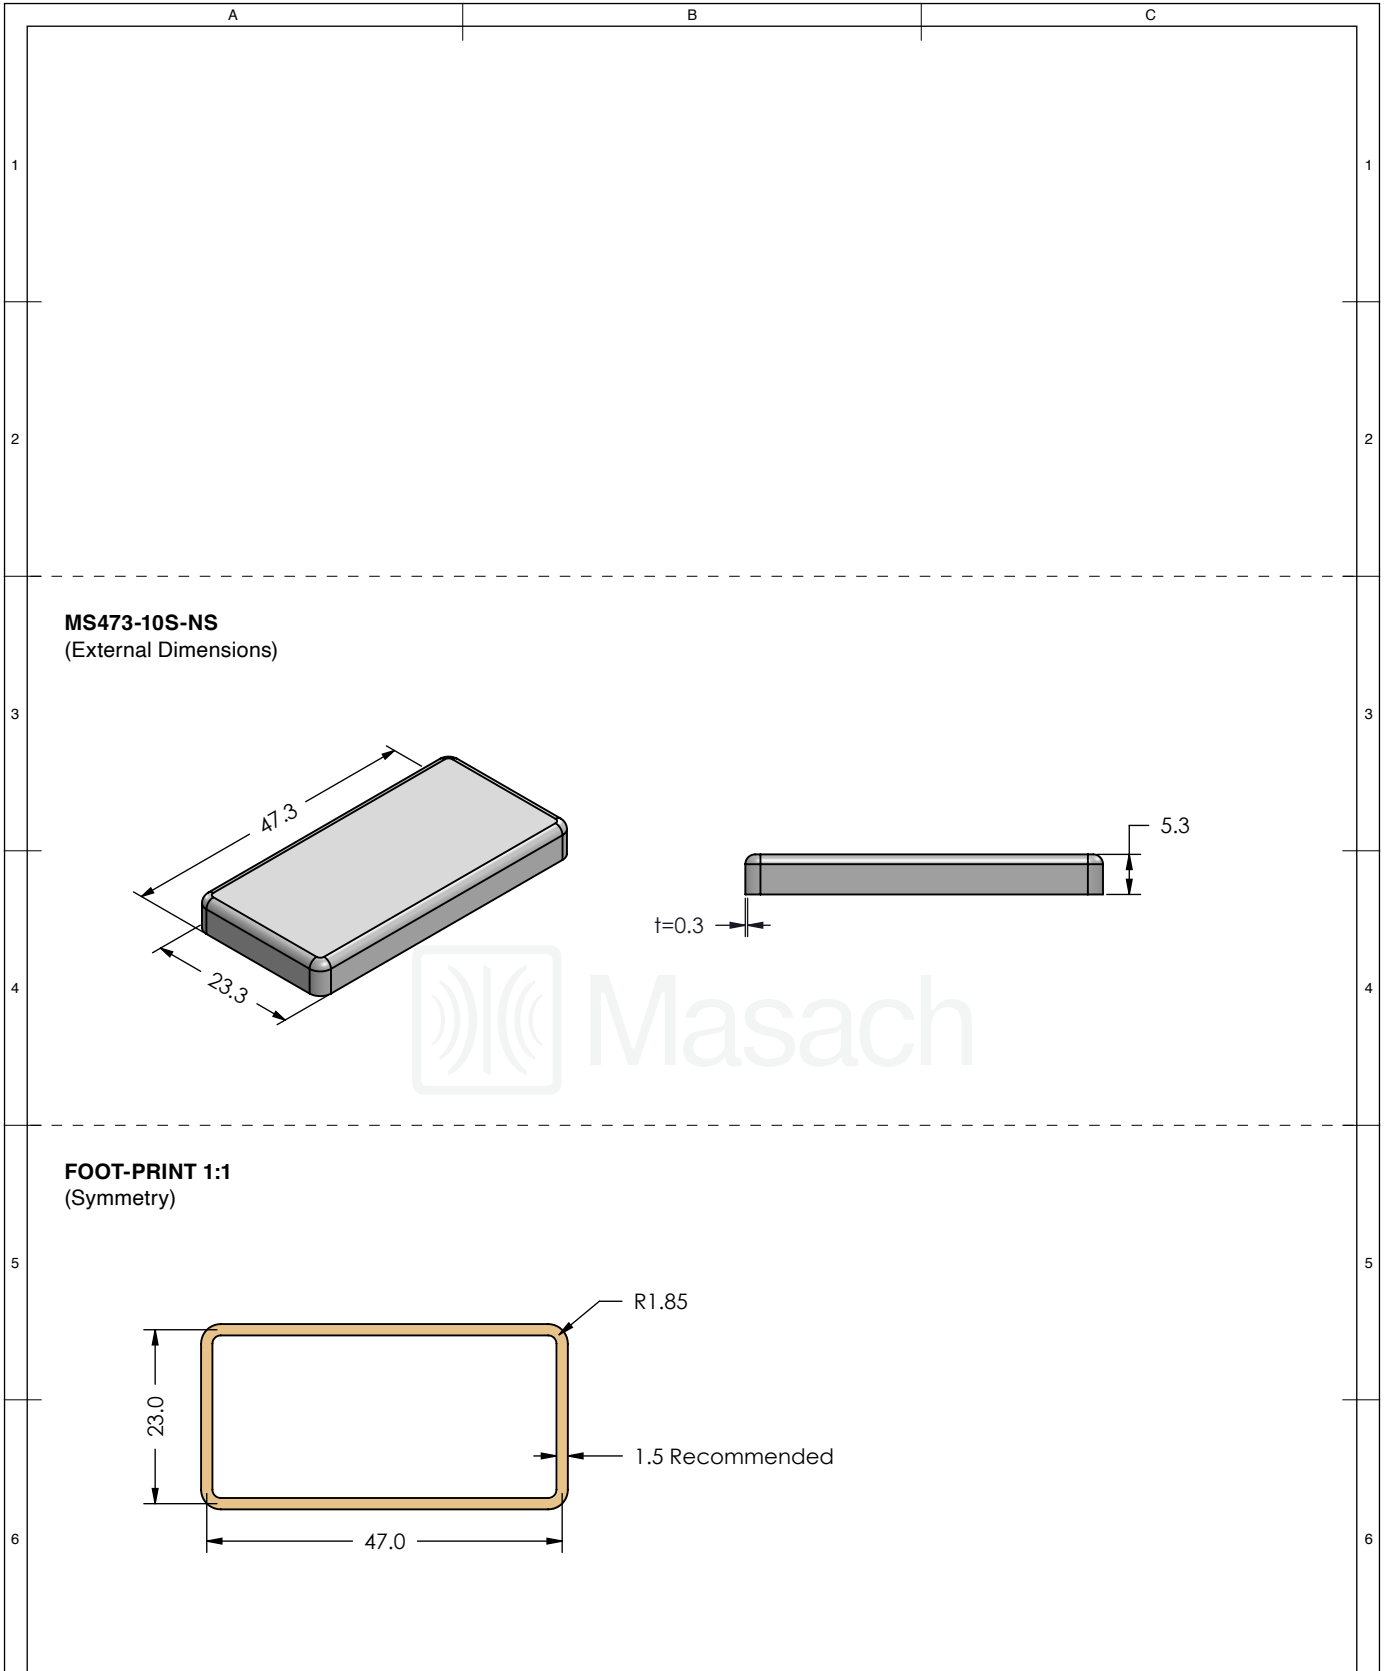 A B C
1 1
2 2
MS473-10S-NS
(External Dimensions)
3 3
47.3
5.3
t=0.3
23.3
4 4
Masach
FOOT-PRINT 1:1
(Symmetry)
5 5
R1.85
23.0
1.5 Recommended
47.0
6 6